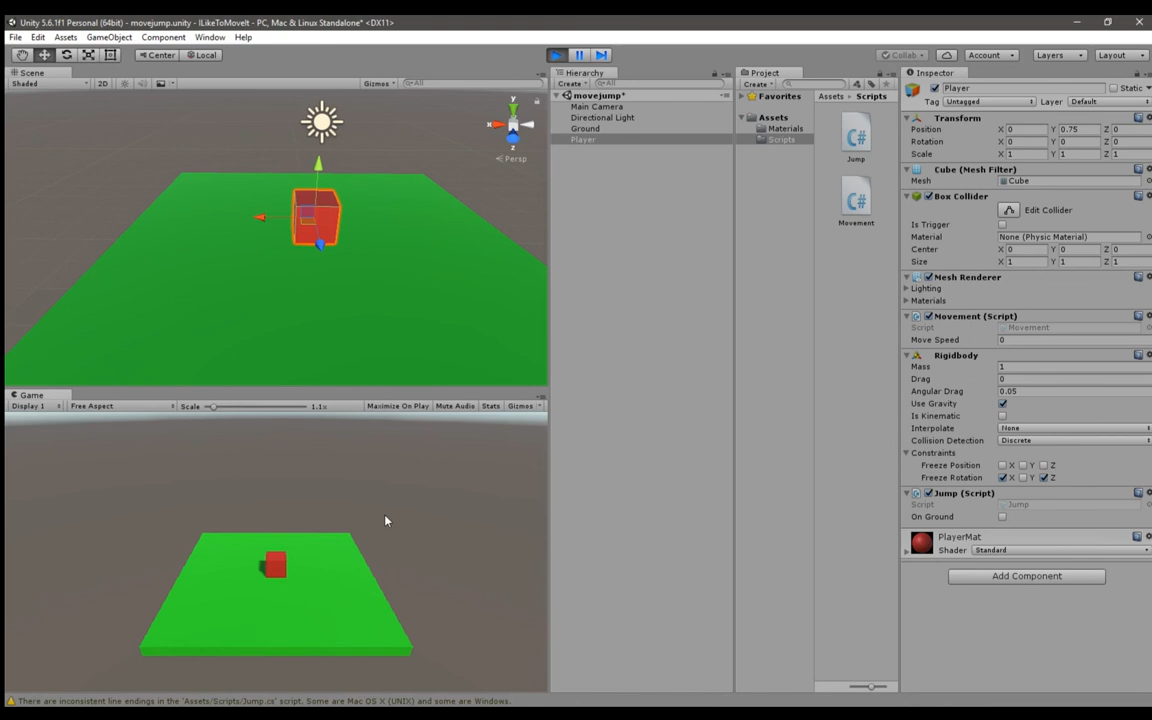 Unity 5.6.1f1 Personal (64bit) - movejump.unity - ILikeToMoveIt - PC, Mac & Linux Standalone* <DX11>
File Edit Assets GameObject Component Window Help
Center Local Collab Account Layers Layout
Scene
Shaded 2D Gizmos All
x y z
Persp
Game
Display 1 Free Aspect Scale 1.1x Maximize On Play Mute Audio Stats Gizmos
Hierarchy
Create All
movejump*
Main Camera
Directional Light
Ground
Player
Project
Create
Favorites
Assets
Materials
Scripts
Assets Scripts
C#
Jump
C#
Movement
Inspector
Player Static
Tag Untagged Layer Default
Transform
Position X 0 Y 0.75 Z 0
Rotation X 0 Y 0 Z 0
Scale X 1 Y 1 Z 1
Cube (Mesh Filter)
Mesh Cube
Box Collider
Edit Collider
Is Trigger
Material None (Physic Material)
Center X 0 Y 0 Z 0
Size X 1 Y 1 Z 1
Mesh Renderer
Lighting
Materials
Movement (Script)
Script Movement
Move Speed 0
Rigidbody
Mass 1
Drag 0
Angular Drag 0.05
Use Gravity
Is Kinematic
Interpolate None
Collision Detection Discrete
Constraints
Freeze Position X Y Z
Freeze Rotation X Y Z
Jump (Script)
Script Jump
On Ground
PlayerMat
Shader Standard
Add Component
There are inconsistent line endings in the 'Assets/Scripts/Jump.cs' script. Some are Mac OS X (UNIX) and some are Windows.